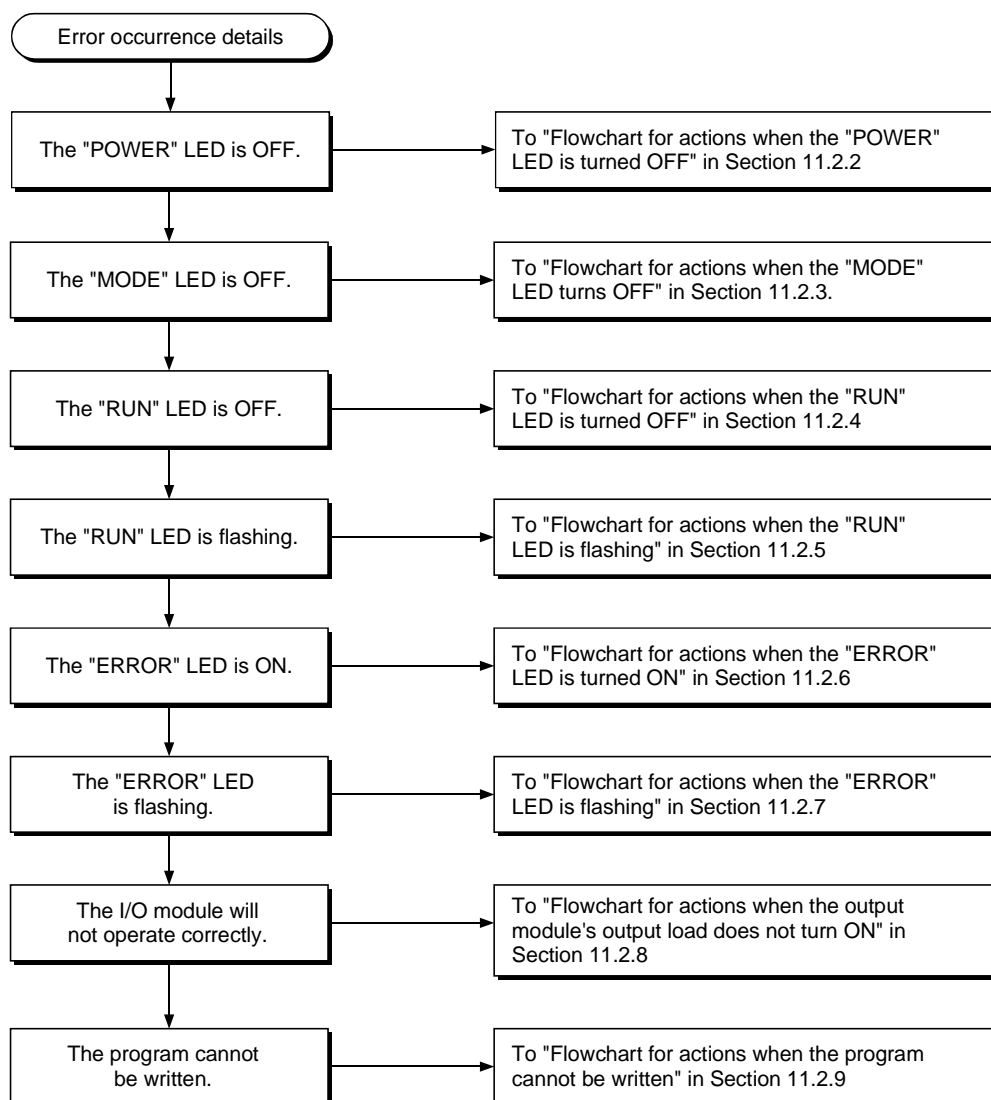 Error occurrence details
The "POWER" LED is OFF.
To "Flowchart for actions when the "POWER"
LED is turned OFF" in Section 11.2.2
The "MODE" LED is OFF.
To "Flowchart for actions when the "MODE"
LED turns OFF" in Section 11.2.3.
The "RUN" LED is OFF.
To "Flowchart for actions when the "RUN"
LED is turned OFF" in Section 11.2.4
The "RUN" LED is flashing.
To "Flowchart for actions when the "RUN"
LED is flashing" in Section 11.2.5
The "ERROR" LED is ON.
To "Flowchart for actions when the "ERROR"
LED is turned ON" in Section 11.2.6
The "ERROR" LED
is flashing.
To "Flowchart for actions when the "ERROR"
LED is flashing" in Section 11.2.7
The I/O module will
not operate correctly.
To "Flowchart for actions when the output
module's output load does not turn ON" in
Section 11.2.8
The program cannot
be written.
To "Flowchart for actions when the program
cannot be written" in Section 11.2.9